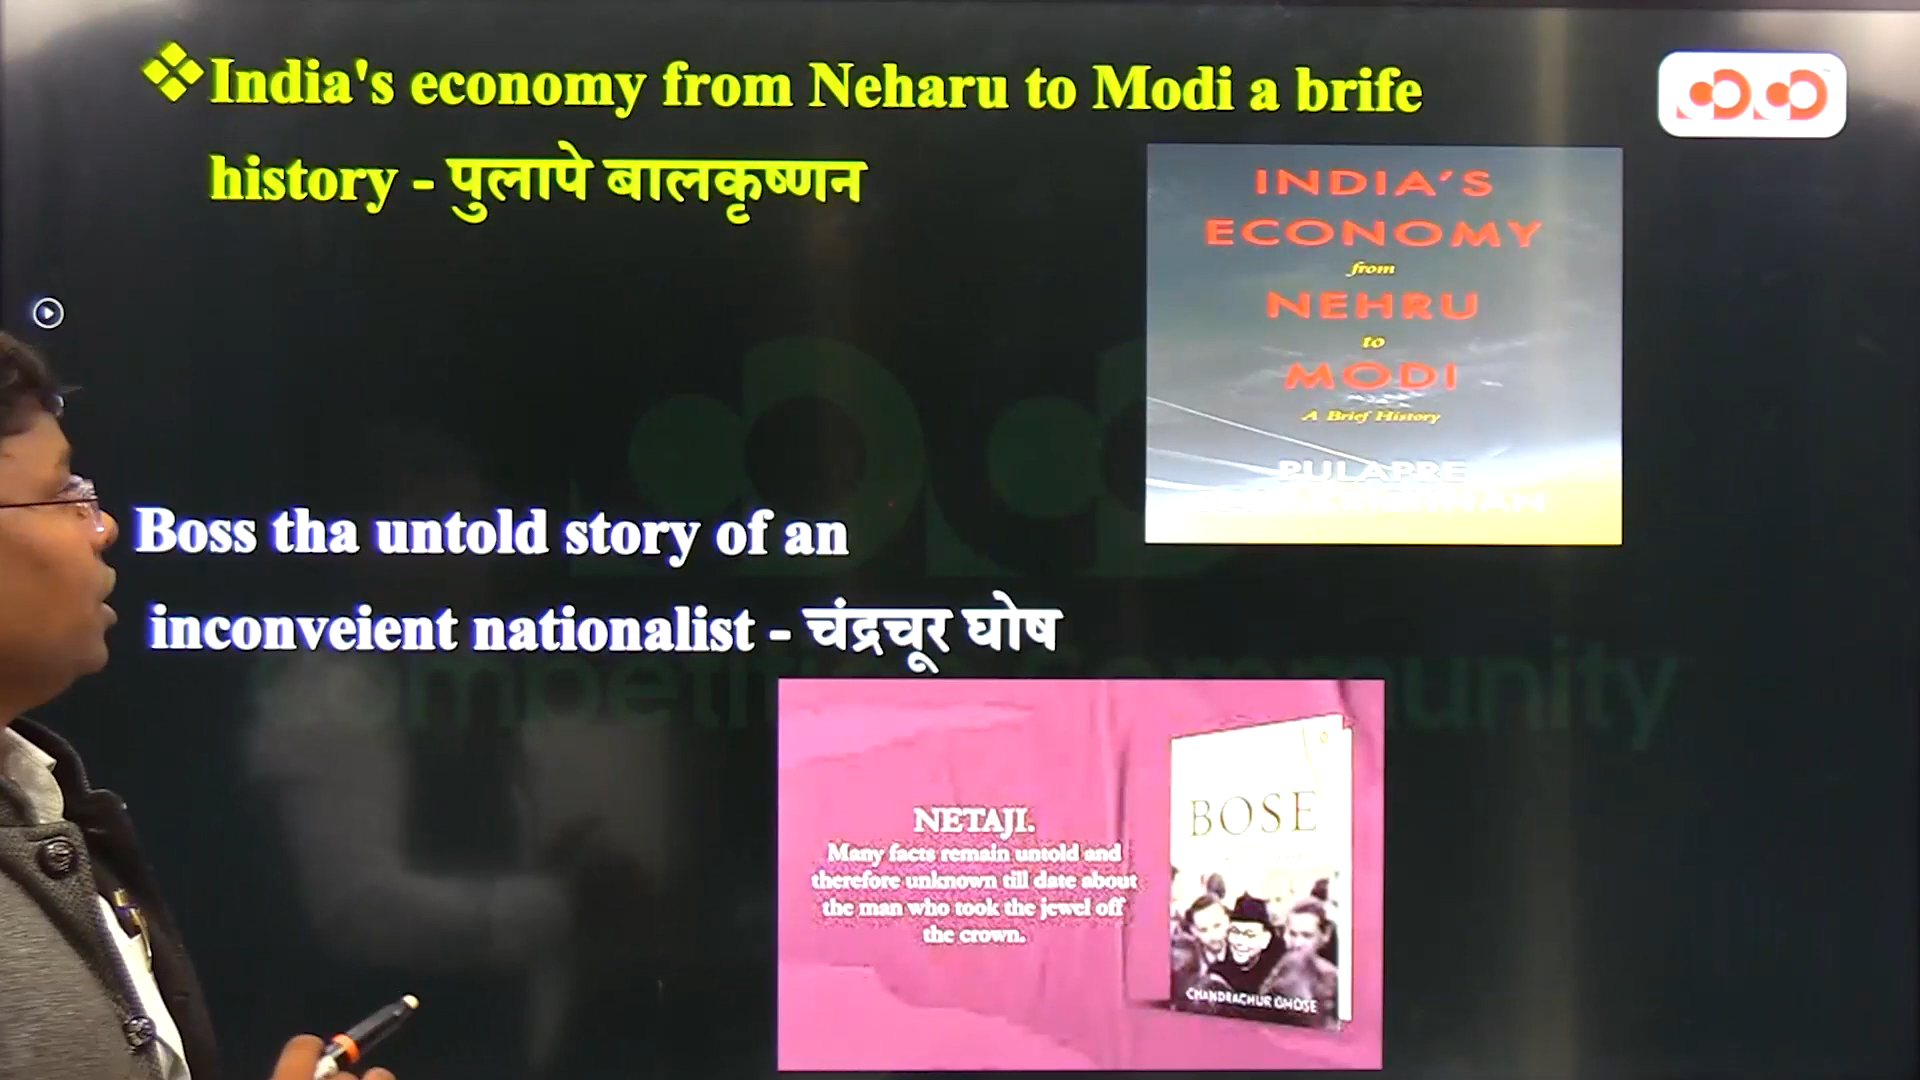 India's economy from Neharu to Modi a brife
history - पुलापे बालकृष्णन
INDIA'S
ECONOMY
from
NEHRU
to
MODI
A Brief History
PULAPRE
Boss tha untold story of an
inconveient nationalist - चंद्रचूर घोष
NETAJI.
Many facts remain untold and
therefore unknown till date about
the man who took the jewel off
the crown.
BOSE
CHANDRACHUR GHOSE